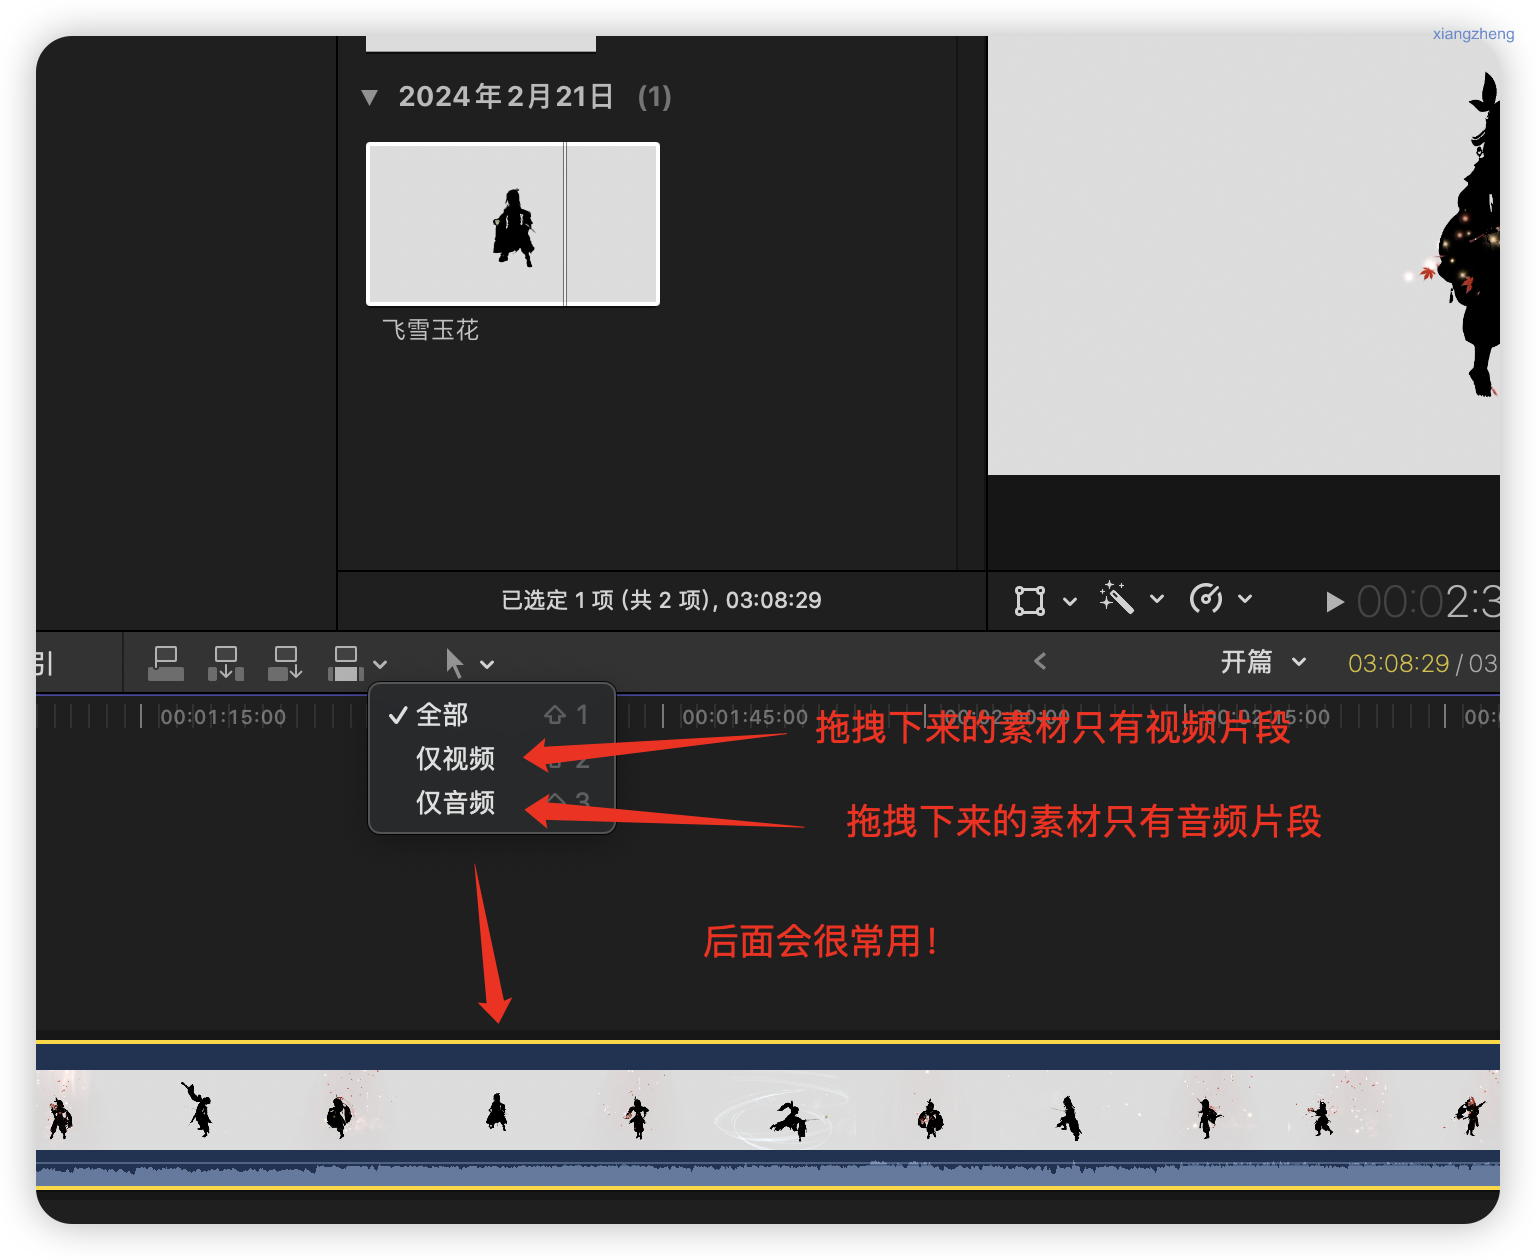 xiangzheng
2024年2月21日 (1)
飞雪玉花
已选定 1 项 (共 2 项), 03:08:29
00:02:3
引
开篇
03:08:29 / 03
00:01:15:00
00:01:45:00
00:02:00:00
00:02:15:00
00:
全部 1
拖拽下来的素材只有视频片段
仅视频 2
仅音频 3
拖拽下来的素材只有音频片段
后面会很常用!